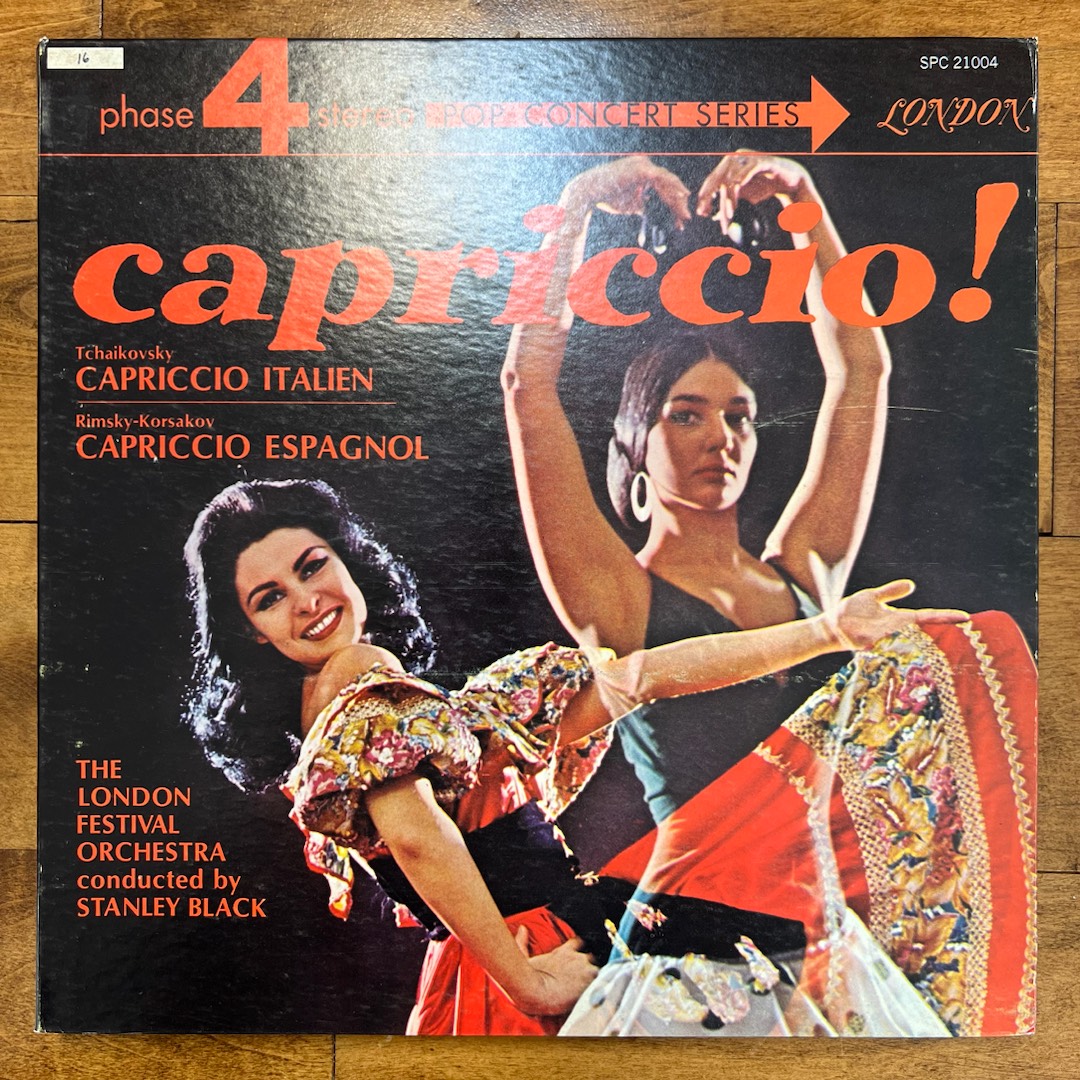 16
SPC 21004
phase 4 stereo POP CONCERT SERIES
LONDON
capriccio!
Tchaikovsky
CAPRICCIO ITALIEN
Rimsky-Korsakov
CAPRICCIO ESPAGNOL
THE
LONDON
FESTIVAL
ORCHESTRA
conducted by
STANLEY BLACK